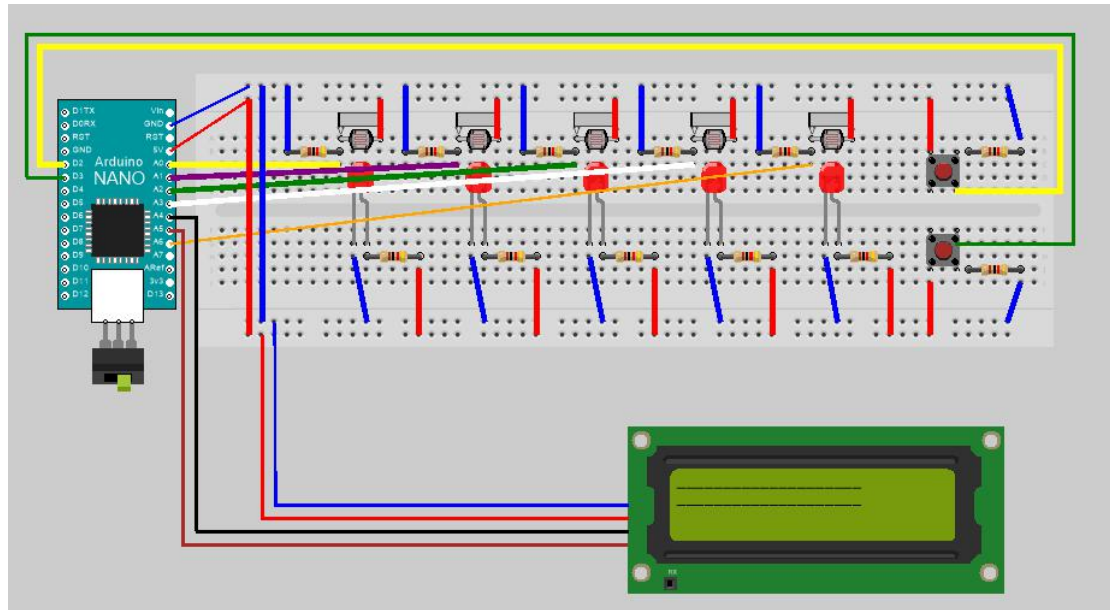 D1TX
Vin
D0RX
GND
RST
RST
GND
5V
D2
A0
D3
A1
D4
A2
D5
A3
D6
A4
D7
A5
D8
A6
D9
A7
D10
ARef
D11
3v3
D12
D13
Arduino
NANO